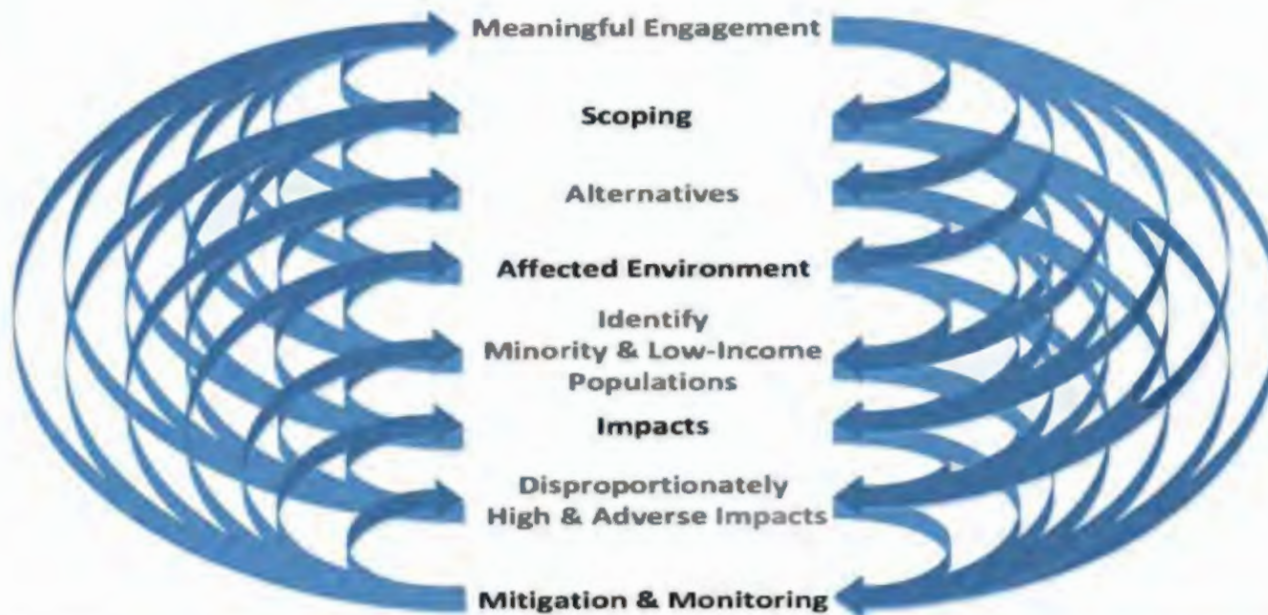 Meaningful Engagement
Scoping
Alternatives
Affected Environment
Identify
Minority & Low-Income
Populations
Impacts
Disproportionately
High & Adverse Impacts
Mitigation & Monitoring